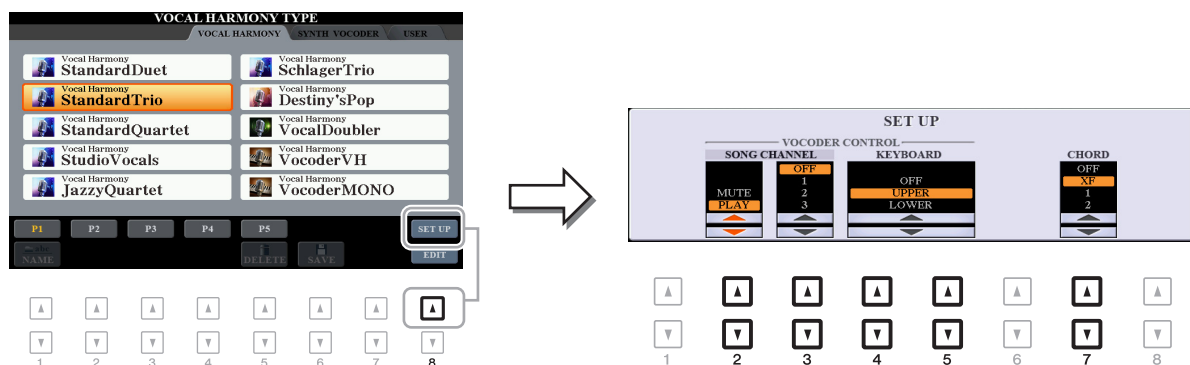 VOCAL HARMONY TYPE
VOCAL HARMONY SYNTH VOCODER USER
Vocal Harmony
StandardDuet
Vocal Harmony
SchlagerTrio
Vocal Harmony
StandardTrio
Vocal Harmony
Destiny'sPop
Vocal Harmony
StandardQuartet
Vocal Harmony
VocalDoubler
Vocal Harmony
StudioVocals
Vocal Harmony
VocoderVH
Vocal Harmony
JazzyQuartet
Vocal Harmony
VocoderMONO
P1 P2 P3 P4 P5 SET UP
NAME DELETE SAVE EDIT
1 2 3 4 5 6 7 8
SET UP
VOCODER CONTROL
SONG CHANNEL KEYBOARD CHORD
MUTE
PLAY
OFF
1
2
3
OFF
UPPER
LOWER
OFF
XF
1
2
1 2 3 4 5 6 7 8